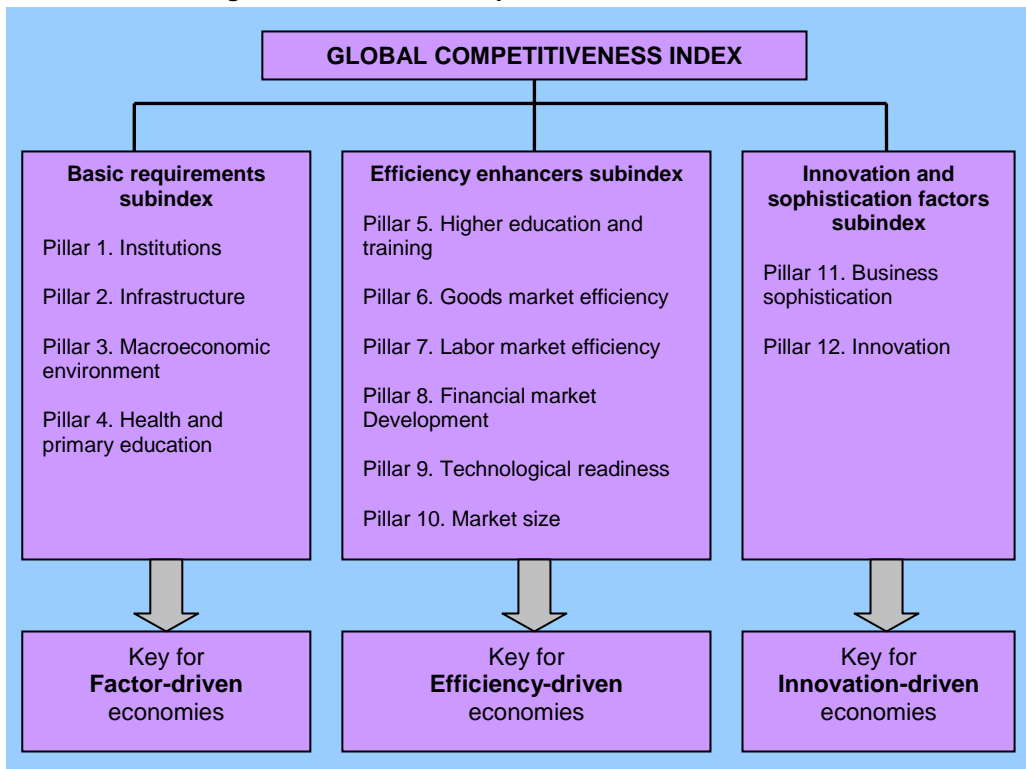 GLOBAL COMPETITIVENESS INDEX
Basic requirements
subindex
Pillar 1. Institutions
Pillar 2. Infrastructure
Pillar 3. Macroeconomic
environment
Pillar 4. Health and
primary education
Efficiency enhancers subindex
Pillar 5. Higher education and
training
Pillar 6. Goods market efficiency
Pillar 7. Labor market efficiency
Pillar 8. Financial market
Development
Pillar 9. Technological readiness
Pillar 10. Market size
Innovation and
sophistication factors
subindex
Pillar 11. Business
sophistication
Pillar 12. Innovation
Key for
Factor-driven
economies
Key for
Efficiency-driven
economies
Key for
Innovation-driven
economies